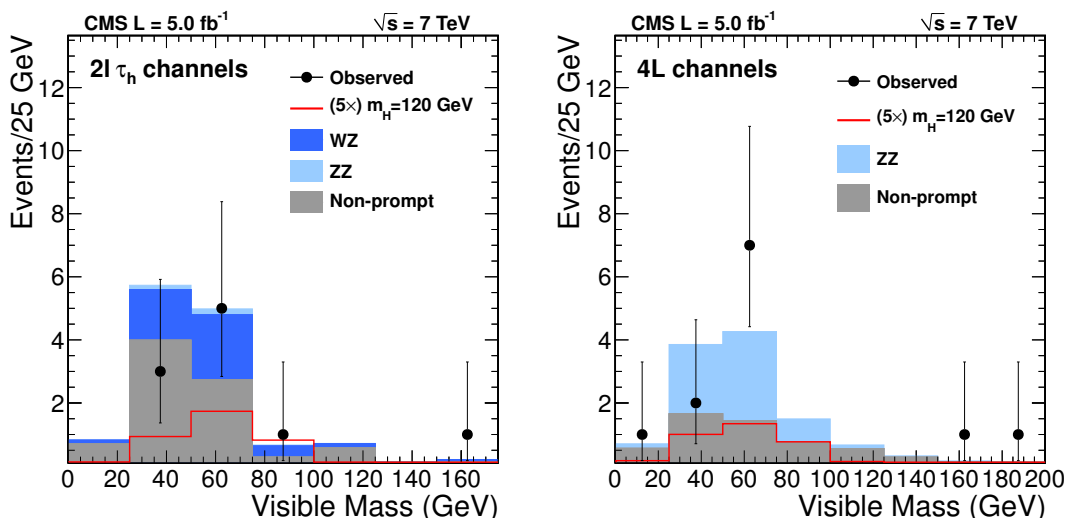 CMS L = 5.0 fb⁻¹ √s = 7 TeV
2l τh channels
Observed
(5×) mH=120 GeV
WZ
ZZ
Non-prompt
Events/25 GeV
12
10
8
6
4
2
0 20 40 60 80 100 120 140 160
Visible Mass (GeV)
CMS L = 5.0 fb⁻¹ √s = 7 TeV
4L channels
Observed
(5×) mH=120 GeV
ZZ
Non-prompt
Events/25 GeV
12
10
8
6
4
2
0 20 40 60 80 100 120 140 160 180 200
Visible Mass (GeV)